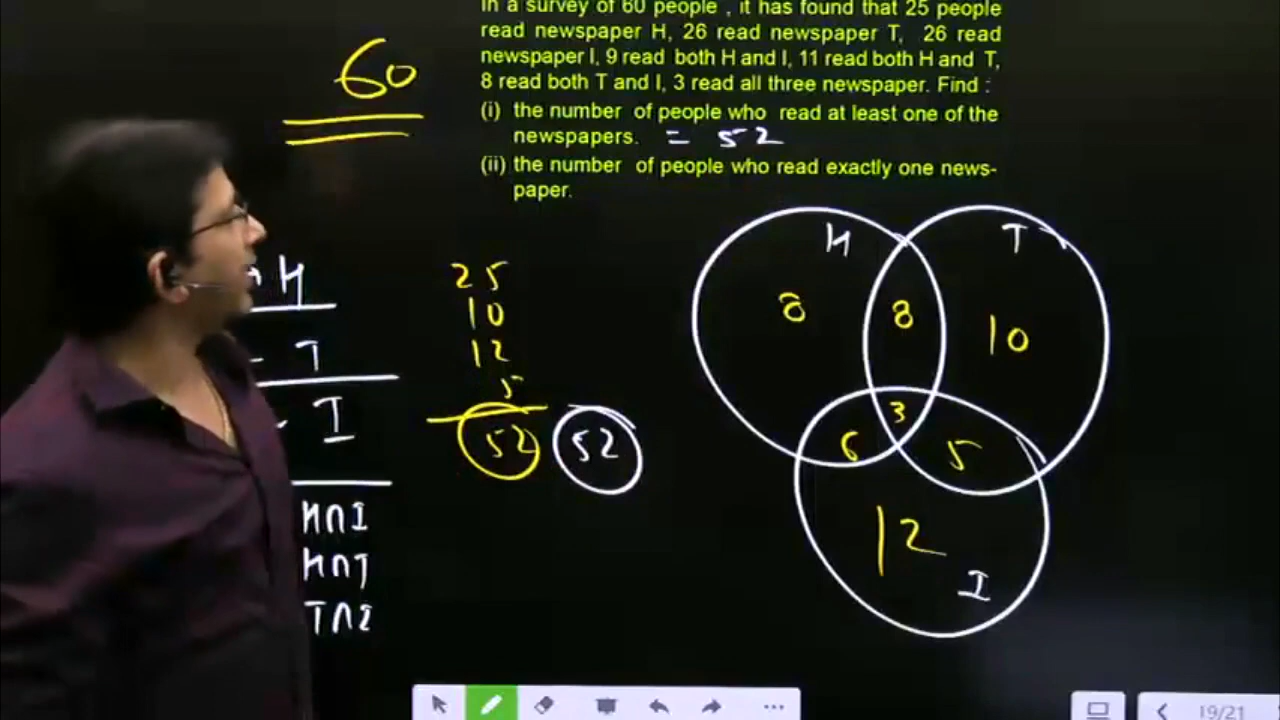 In a survey of 60 people , it has found that 25 people
read newspaper H, 26 read newspaper T, 26 read
newspaper I, 9 read both H and I, 11 read both H and T,
8 read both T and I, 3 read all three newspaper. Find :
(i) the number of people who read at least one of the
newspapers. = 52
(ii) the number of people who read exactly one news-
paper.
60
H
- T
- I
H∩I
H∩T
T∩I
25
10
12
5
52 52
H T
8 8 10
3
6 5
12
I
19/21